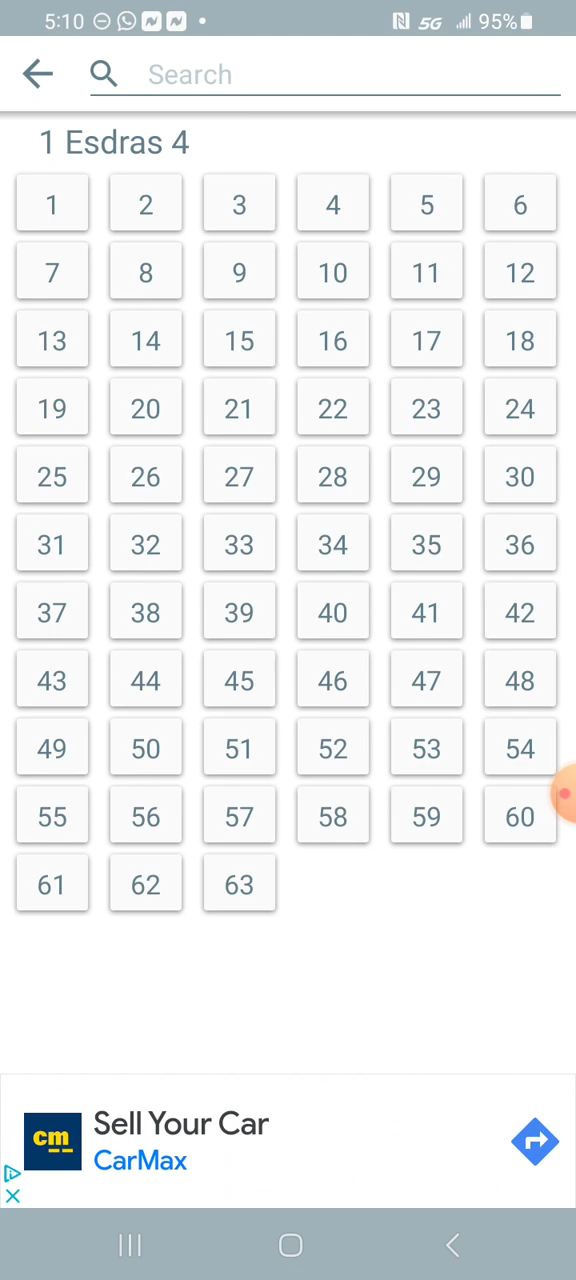 5:10 5G 95%
Search
1 Esdras 4
1 2 3 4 5 6
7 8 9 10 11 12
13 14 15 16 17 18
19 20 21 22 23 24
25 26 27 28 29 30
31 32 33 34 35 36
37 38 39 40 41 42
43 44 45 46 47 48
49 50 51 52 53 54
55 56 57 58 59 60
61 62 63
cm Sell Your Car
CarMax